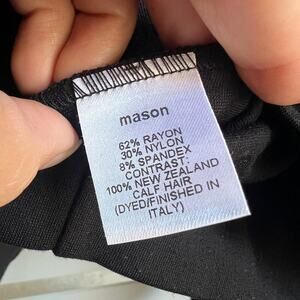 mason
62% RAYON
30% NYLON
8% SPANDEX
CONTRAST:
100% NEW ZEALAND
CALF HAIR
(DYED/FINISHED IN
ITALY)